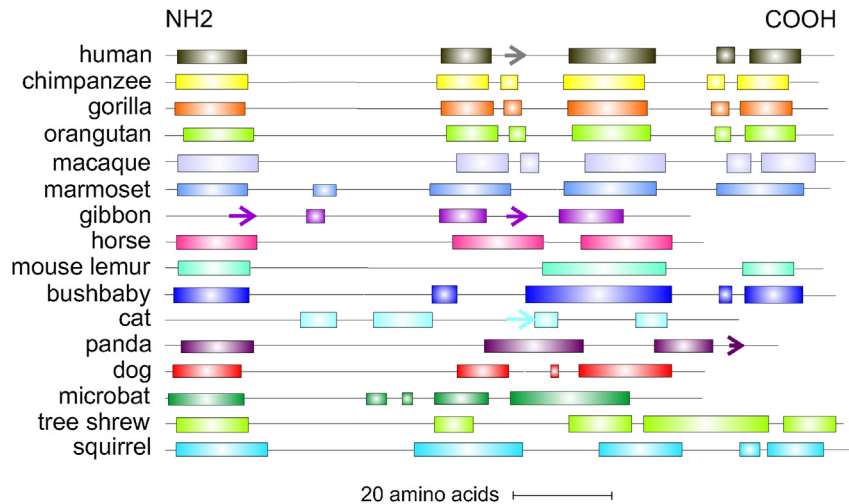 NH2 COOH
human
chimpanzee
gorilla
orangutan
macaque
marmoset
gibbon
horse
mouse lemur
bushbaby
cat
panda
dog
microbat
tree shrew
squirrel
20 amino acids